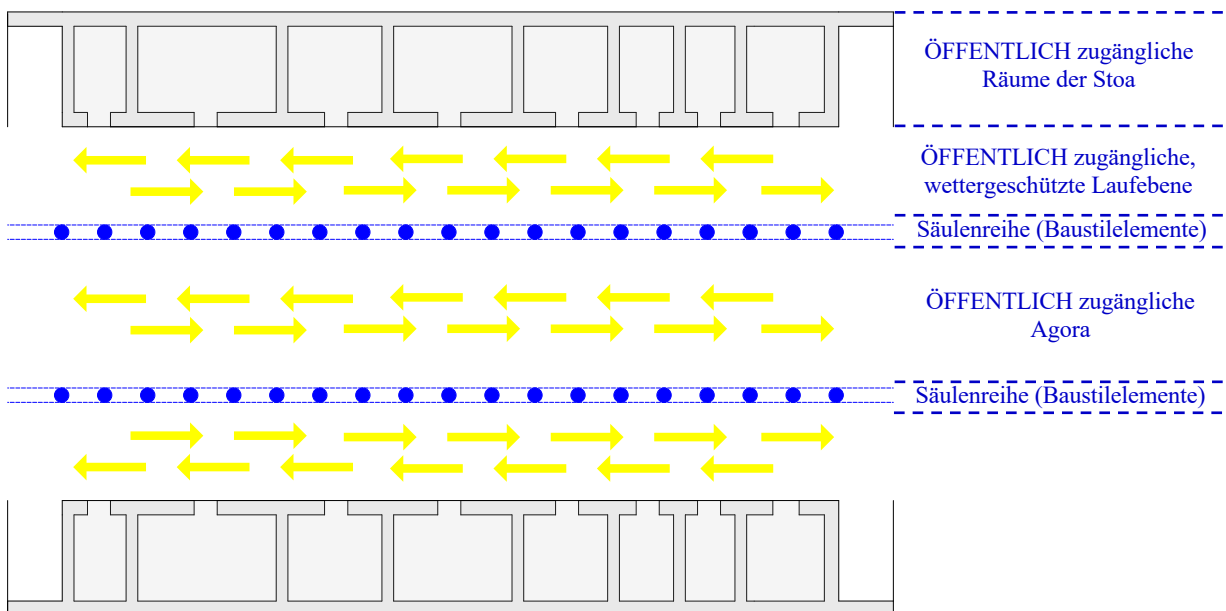 ÖFFENTLICH zugängliche
Räume der Stoa
ÖFFENTLICH zugängliche,
wettergeschützte Laufebene
Säulenreihe (Baustilelemente)
ÖFFENTLICH zugängliche
Agora
Säulenreihe (Baustilelemente)